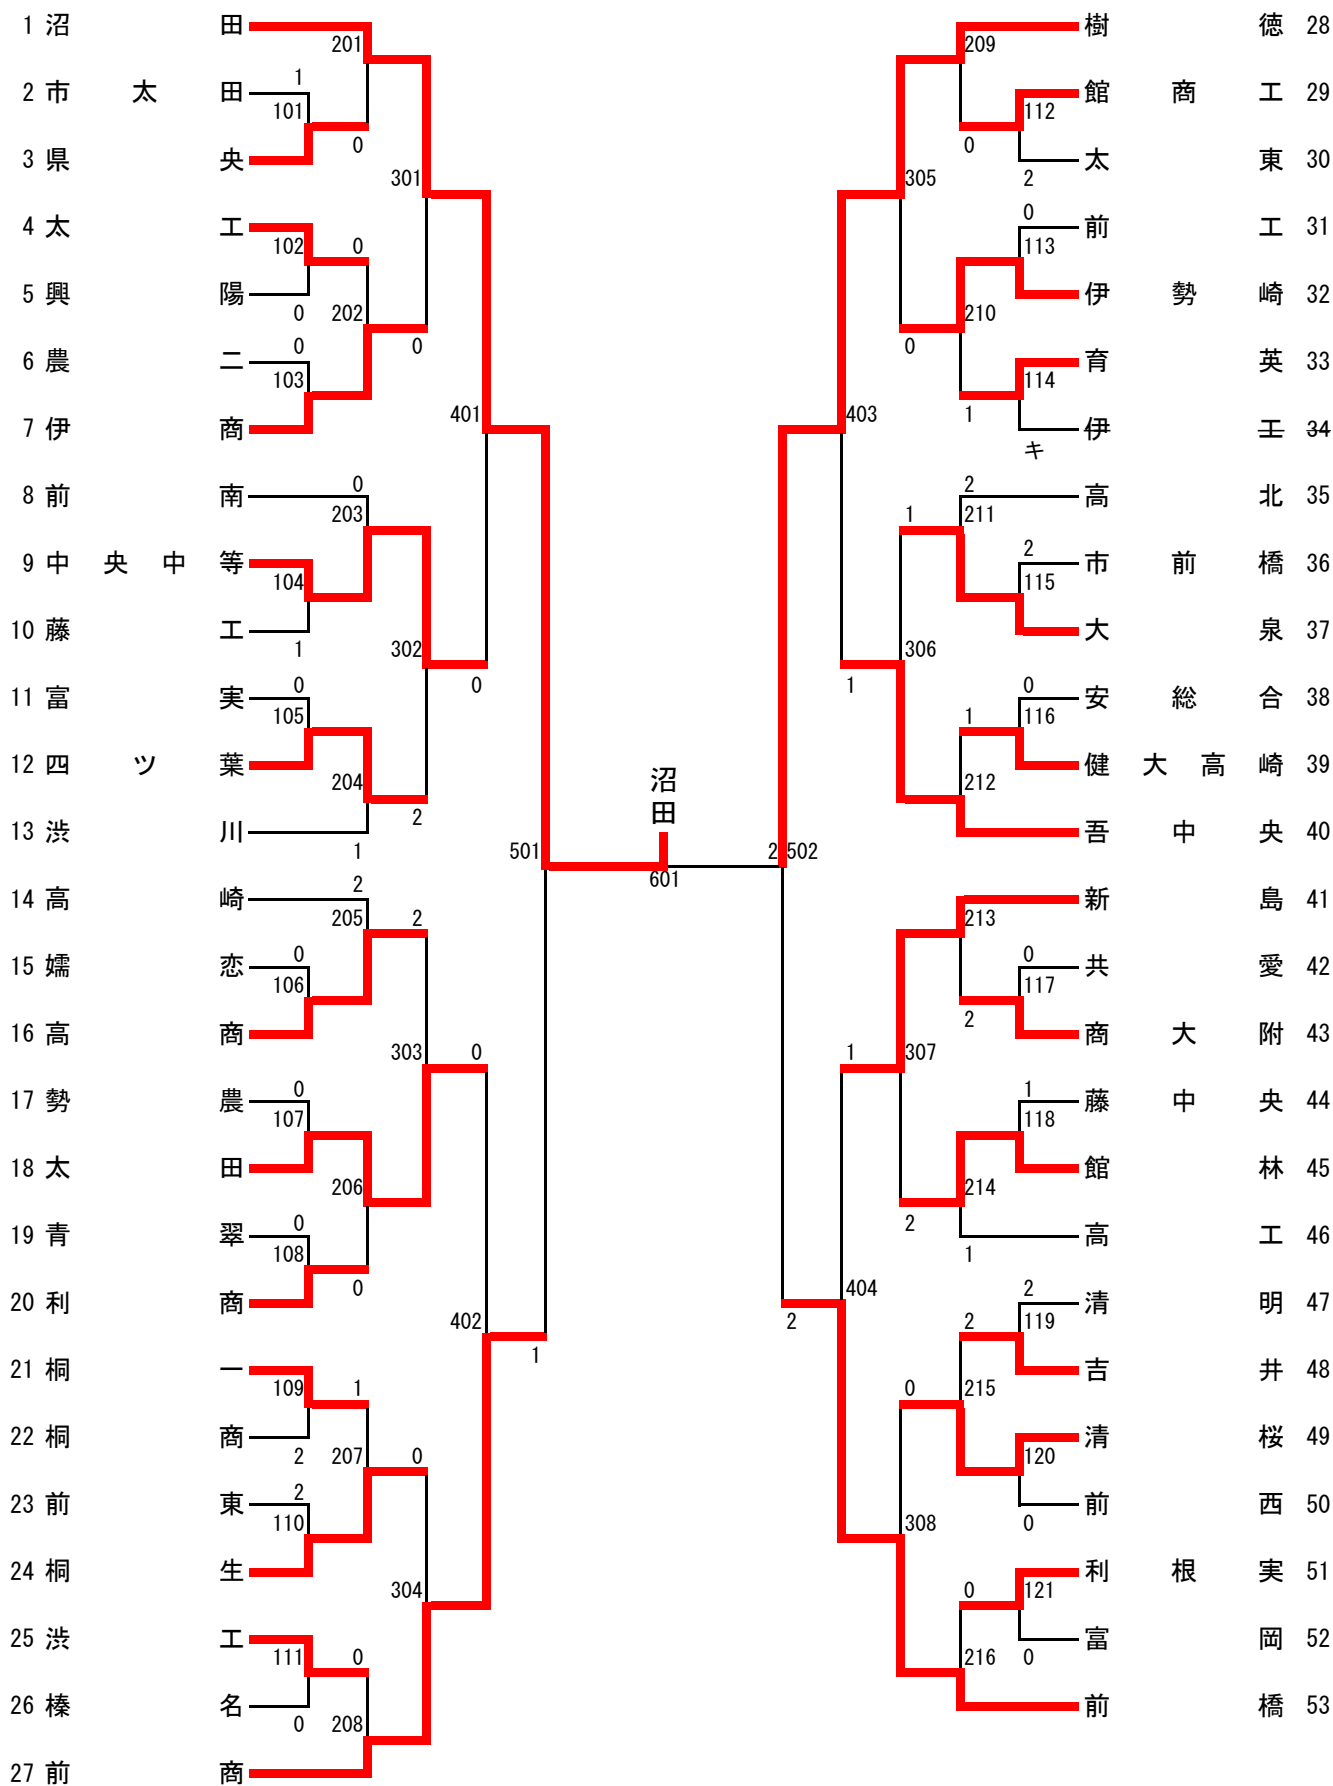 1 沼田
201
1
2 市太田
101
0
3 県央
301
4 太工
102
0
5 興陽
0
202
0
0
6 農二
103
7 伊商
401
0
8 前南
203
9 中央中等
104
10 藤工
1
302
0
0
11 富実
105
12 四ツ葉
204
2
13 渋川
1
501
2
14 高崎
205
2
0
15 嬬恋
106
16 高商
303
0
0
17 勢農
107
18 太田
206
0
19 青翠
108
0
20 利商
402
1
21 桐一
109
1
22 桐商
2
207
0
2
23 前東
110
24 桐生
304
25 渋工
111
0
26 榛名
0
208
27 前商
沼田
601
2
502
樹徳 28
209
館商工 29
112
0
太東 30
2
305
0
前工 31
113
伊勢崎 32
210
0
育英 33
114
1
伊工 34
キ
403
2
高北 35
1
211
2
市前橋 36
115
大泉 37
306
1
0
安総合 38
1
116
健大高崎 39
212
吾中央 40
新島 41
213
0
共愛 42
117
2
商大附 43
1
307
1
藤中央 44
118
館林 45
214
2
高工 46
1
404
2
2
清明 47
2
119
吉井 48
0
215
清桜 49
120
前西 50
0
308
利根実 51
0
121
富岡 52
216
0
前橋 53